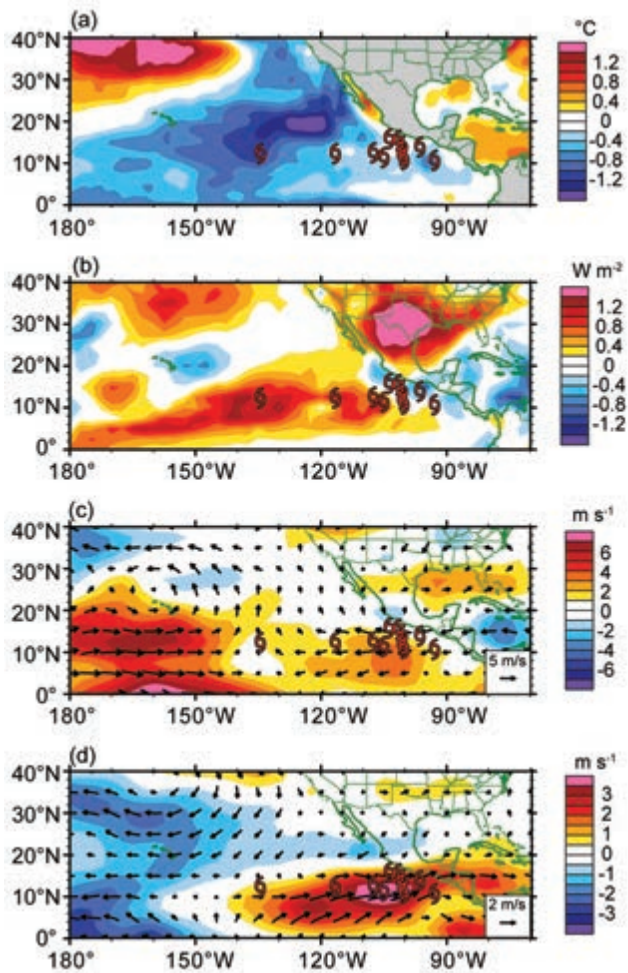 (a) °C
40°N
30°N 1.2
0.8
20°N 0.4
0
10°N -0.4
-0.8
0° -1.2
180° 150°W 120°W 90°W
(b) W m-2
40°N
30°N 1.2
0.8
20°N 0.4
0
10°N -0.4
-0.8
0 -1.2
180° 150°W 120°W 90°W
(c) m s-1
40°N
30°N 6
4
20°N 2
0
10°N -2
5 m/s -4
0° -6
180° 150°W 120°W 90°W
(d) m s-1
40°N
30°N 3
2
20°N 1
0
10°N -1
2 m/s -2
0° -3
180° 150°W 120°W 90°W